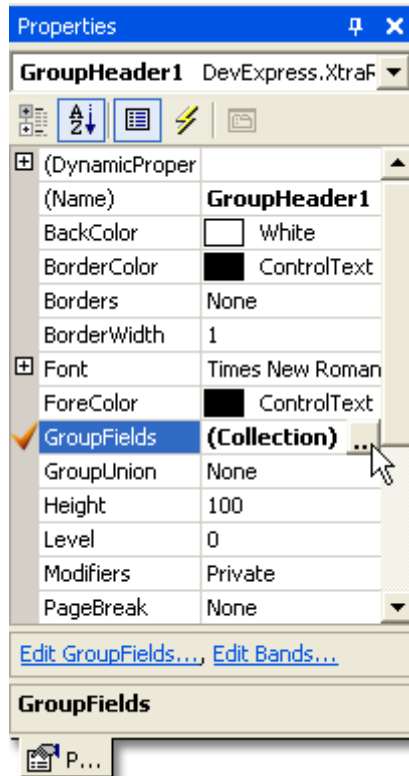 Properties
GroupHeader1 DevExpress.XtraR
(DynamicProper
(Name) GroupHeader1
BackColor White
BorderColor ControlText
Borders None
BorderWidth 1
Font Times New Roman
ForeColor ControlText
GroupFields (Collection) ...
GroupUnion None
Height 100
Level 0
Modifiers Private
PageBreak None
Edit GroupFields..., Edit Bands...
GroupFields
P...